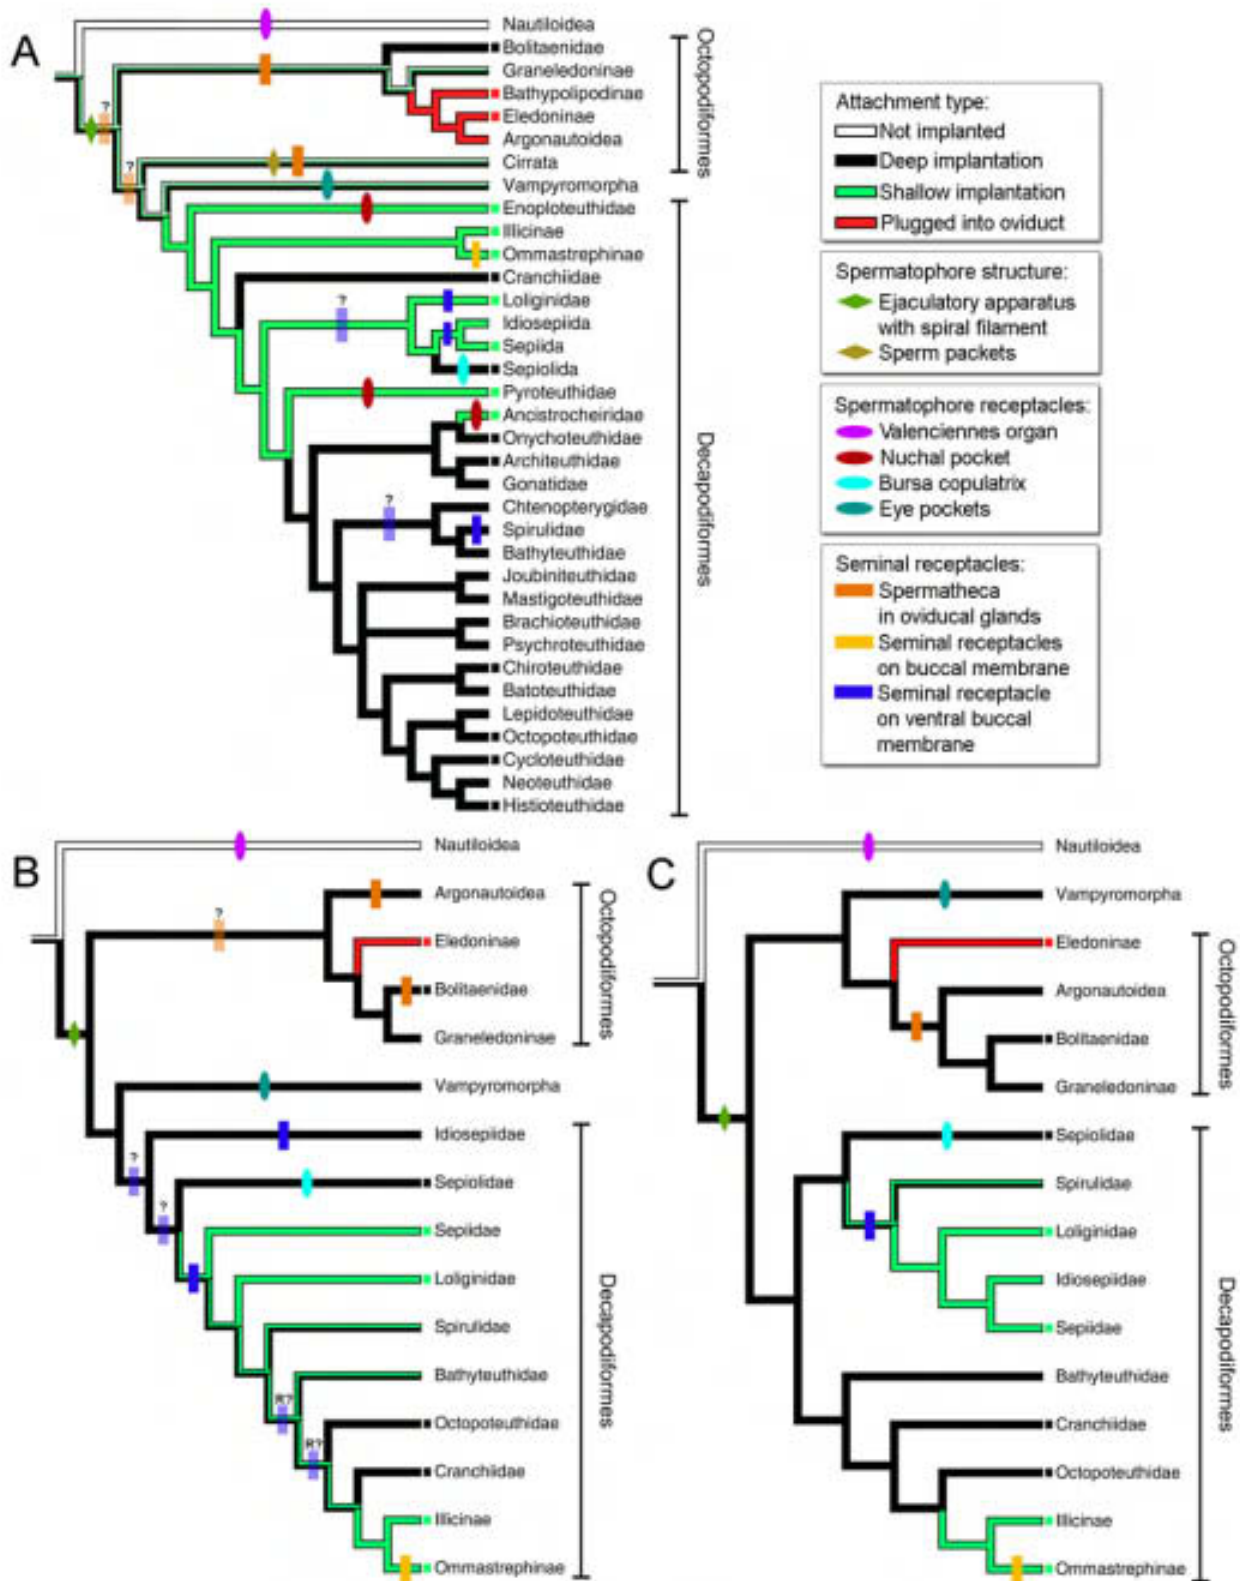 A
Nautiloidea
Bolitaenidae
Graneledoninae
Bathypolipodinae
Eledoninae
Argonautoidea
Cirrata
Vampyromorpha
Enoploteuthidae
Illicinae
Ommastrephinae
Cranchiidae
Loliginidae
Idiosepiida
Sepiida
Sepiolida
Pyroteuthidae
Ancistrocheiridae
Onychoteuthidae
Architeuthidae
Gonatidae
Chtenopterygidae
Spirulidae
Bathyteuthidae
Joubiniteuthidae
Mastigoteuthidae
Brachioteuthidae
Psychroteuthidae
Chiroteuthidae
Batoteuthidae
Lepidoteuthidae
Octopoteuthidae
Cycloteuthidae
Neoteuthidae
Histioteuthidae
?
?
?
?
Octopodiformes
Decapodiformes
Attachment type:
Not implanted
Deep implantation
Shallow implantation
Plugged into oviduct
Spermatophore structure:
Ejaculatory apparatus
with spiral filament
Sperm packets
Spermatophore receptacles:
Valenciennes organ
Nuchal pocket
Bursa copulatrix
Eye pockets
Seminal receptacles:
Spermatheca
in oviducal glands
Seminal receptacles
on buccal membrane
Seminal receptacle
on ventral buccal
membrane
B
Nautiloidea
Argonautoidea
Eledoninae
Bolitaenidae
Graneledoninae
Vampyromorpha
Idiosepiidae
Sepiolidae
Sepiidae
Loliginidae
Spirulidae
Bathyteuthidae
Octopoteuthidae
Cranchiidae
Illicinae
Ommastrephinae
?
?
?
R?
R?
Octopodiformes
Decapodiformes
C
Nautiloidea
Vampyromorpha
Eledoninae
Argonautoidea
Bolitaenidae
Graneledoninae
Sepiolidae
Spirulidae
Loliginidae
Idiosepiidae
Sepiidae
Bathyteuthidae
Cranchiidae
Octopoteuthidae
Illicinae
Ommastrephinae
Octopodiformes
Decapodiformes